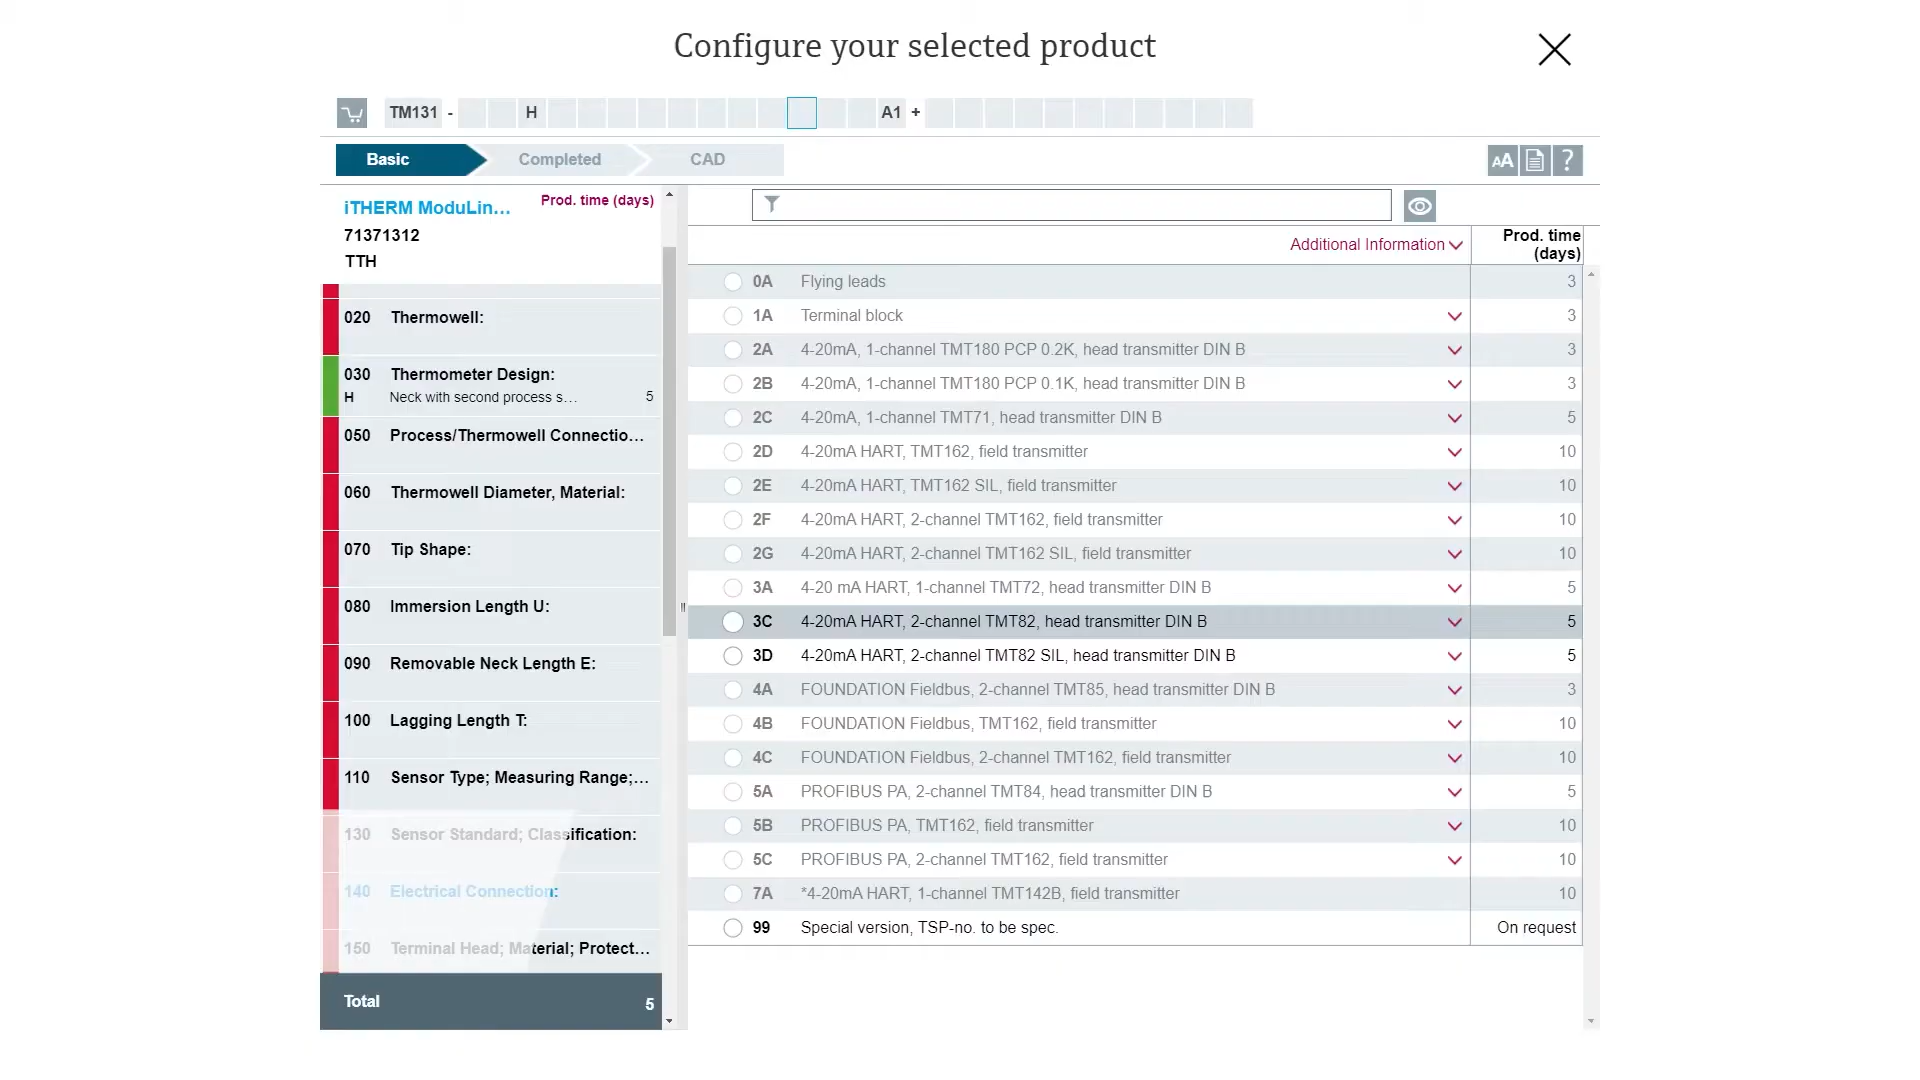 Configure your selected product
TM131 - H A1 +
Basic Completed CAD
AA ?
iTHERM ModuLin... Prod. time (days)
71371312
TTH
020 Thermowell:
030 Thermometer Design:
H Neck with second process s... 5
050 Process/Thermowell Connectio...
060 Thermowell Diameter, Material:
070 Tip Shape:
080 Immersion Length U:
090 Removable Neck Length E:
100 Lagging Length T:
110 Sensor Type; Measuring Range;...
130 Sensor Standard; Classification:
140 Electrical Connection:
150 Terminal Head; Material; Protect...
Total 5
Additional Information Prod. time (days)
0A Flying leads 3
1A Terminal block 3
2A 4-20mA, 1-channel TMT180 PCP 0.2K, head transmitter DIN B 3
2B 4-20mA, 1-channel TMT180 PCP 0.1K, head transmitter DIN B 3
2C 4-20mA, 1-channel TMT71, head transmitter DIN B 5
2D 4-20mA HART, TMT162, field transmitter 10
2E 4-20mA HART, TMT162 SIL, field transmitter 10
2F 4-20mA HART, 2-channel TMT162, field transmitter 10
2G 4-20mA HART, 2-channel TMT162 SIL, field transmitter 10
3A 4-20 mA HART, 1-channel TMT72, head transmitter DIN B 5
3C 4-20mA HART, 2-channel TMT82, head transmitter DIN B 5
3D 4-20mA HART, 2-channel TMT82 SIL, head transmitter DIN B 5
4A FOUNDATION Fieldbus, 2-channel TMT85, head transmitter DIN B 3
4B FOUNDATION Fieldbus, TMT162, field transmitter 10
4C FOUNDATION Fieldbus, 2-channel TMT162, field transmitter 10
5A PROFIBUS PA, 2-channel TMT84, head transmitter DIN B 5
5B PROFIBUS PA, TMT162, field transmitter 10
5C PROFIBUS PA, 2-channel TMT162, field transmitter 10
7A *4-20mA HART, 1-channel TMT142B, field transmitter 10
99 Special version, TSP-no. to be spec. On request